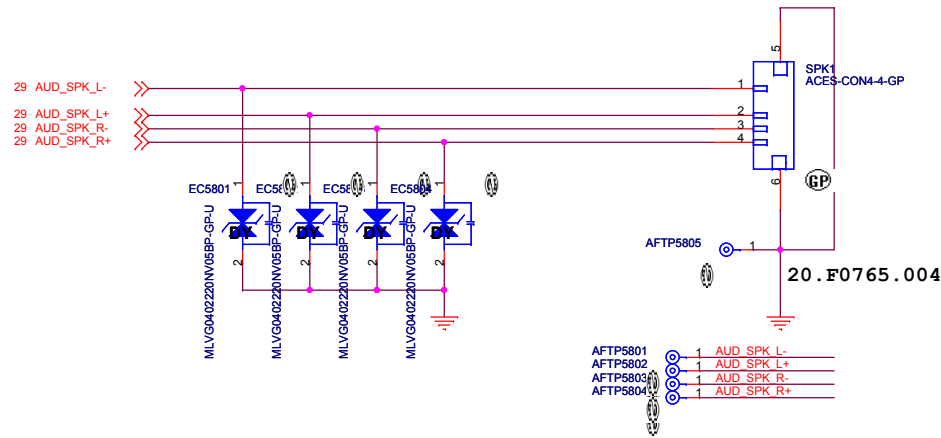 5
SPK1
ACES-CON4-4-GP
29 AUD_SPK_L- 1
29 AUD_SPK_L+ 2
29 AUD_SPK_R- 3
29 AUD_SPK_R+ 4
6
GP
1 1 1 1
EC5801
DY DY DY DY
2 2 2 2
MLVG0402220NV05BP-GP-U
MLVG0402220NV05BP-GP-U
MLVG0402220NV05BP-GP-U
MLVG0402220NV05BP-GP-U
AFTP5805 1
20.F0765.004
AFTP5801 1 AUD_SPK_L-
AFTP5802 1 AUD_SPK_L+
AFTP5803 1 AUD_SPK_R-
AFTP5804 1 AUD_SPK_R+